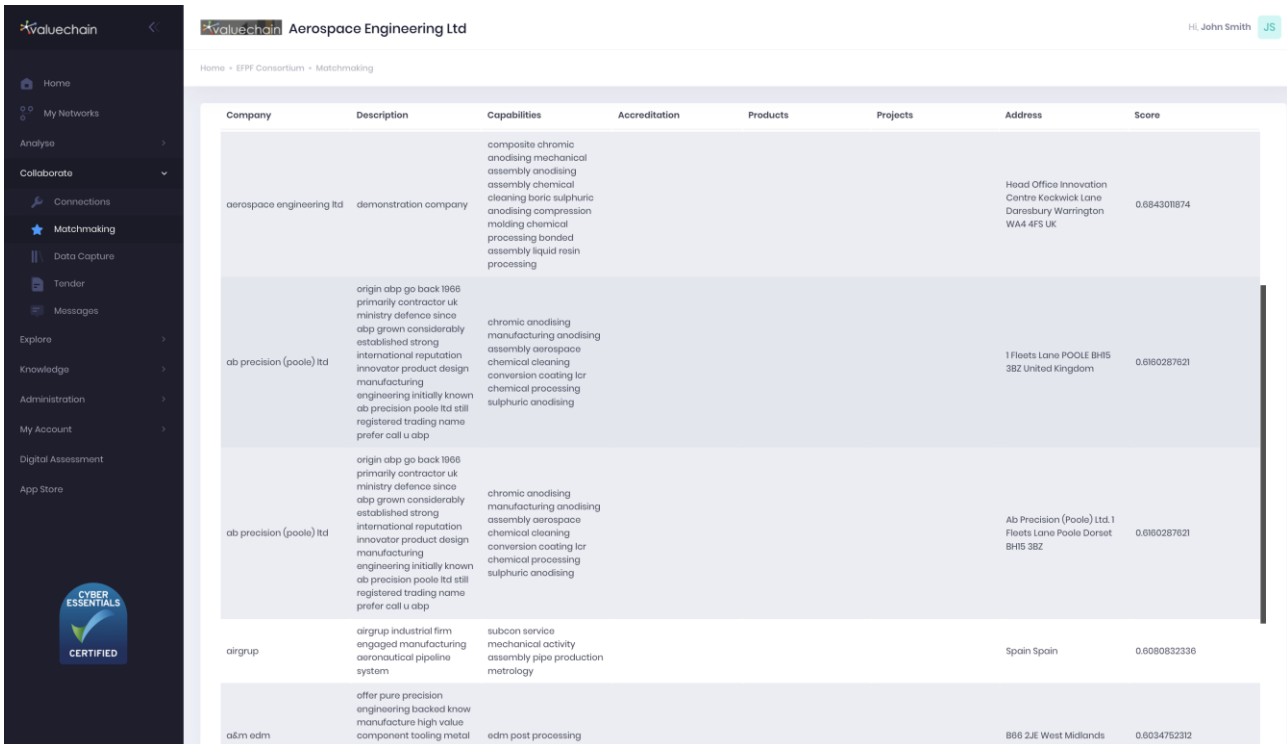 valuechain
valuechain Aerospace Engineering Ltd
Hi, John Smith JS
Home • EFPF Consortium • Matchmaking
Home
My Networks
Analyse
Collaborate
Connections
Matchmaking
Data Capture
Tender
Messages
Explore
Knowledge
Administration
My Account
Digital Assessment
App Store
CYBER
ESSENTIALS
CERTIFIED
Company Description Capabilities Accreditation Products Projects Address Score
aerospace engineering ltd
demonstration company
composite chromic
anodising mechanical
assembly anodising
assembly chemical
cleaning boric sulphuric
anodising compression
molding chemical
processing bonded
assembly liquid resin
processing
Head Office Innovation
Centre Keckwick Lane
Daresbury Warrington
WA4 4FS UK
0.6843011874
ab precision (poole) ltd
origin abp go back 1966
primarily contractor uk
ministry defence since
abp grown considerably
established strong
international reputation
innovator product design
manufacturing
engineering initially known
ab precision poole ltd still
registered trading name
prefer call u abp
chromic anodising
manufacturing anodising
assembly aerospace
chemical cleaning
conversion coating lcr
chemical processing
sulphuric anodising
1 Fleets Lane POOLE BH15
3BZ United Kingdom
0.6160287621
ab precision (poole) ltd
origin abp go back 1966
primarily contractor uk
ministry defence since
abp grown considerably
established strong
international reputation
innovator product design
manufacturing
engineering initially known
ab precision poole ltd still
registered trading name
prefer call u abp
chromic anodising
manufacturing anodising
assembly aerospace
chemical cleaning
conversion coating lcr
chemical processing
sulphuric anodising
Ab Precision (Poole) Ltd, 1
Fleets Lane Poole Dorset
BH15 3BZ
0.6160287621
airgrup
airgrup industrial firm
engaged manufacturing
aeronautical pipeline
system
subcon service
mechanical activity
assembly pipe production
metrology
Spain Spain
0.6080832336
a&m edm
offer pure precision
engineering backed know
manufacture high value
component tooling metal
edm post processing
B66 2JE West Midlands
0.6034752312